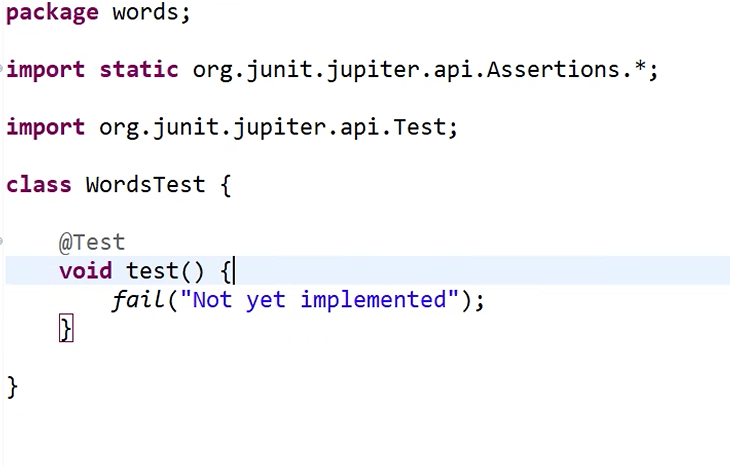 package words;
import static org.junit.jupiter.api.Assertions.*;
import org.junit.jupiter.api.Test;
class WordsTest {
@Test
void test() {
fail("Not yet implemented");
}
}